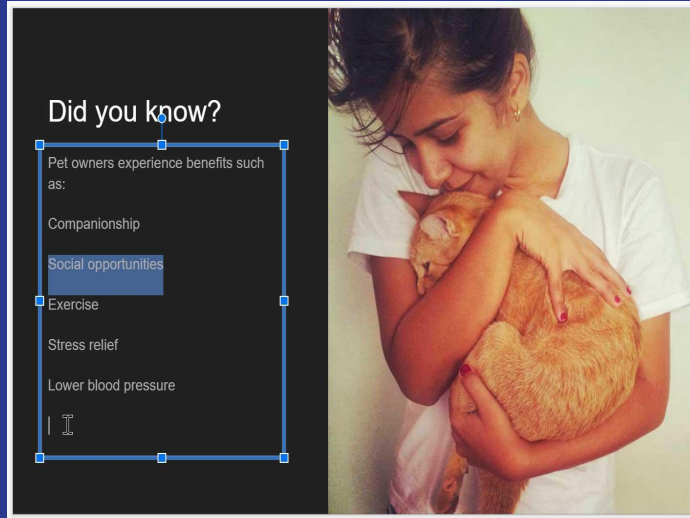 Did you know?
Pet owners experience benefits such
as:
Companionship
Social opportunities
Exercise
Stress relief
Lower blood pressure